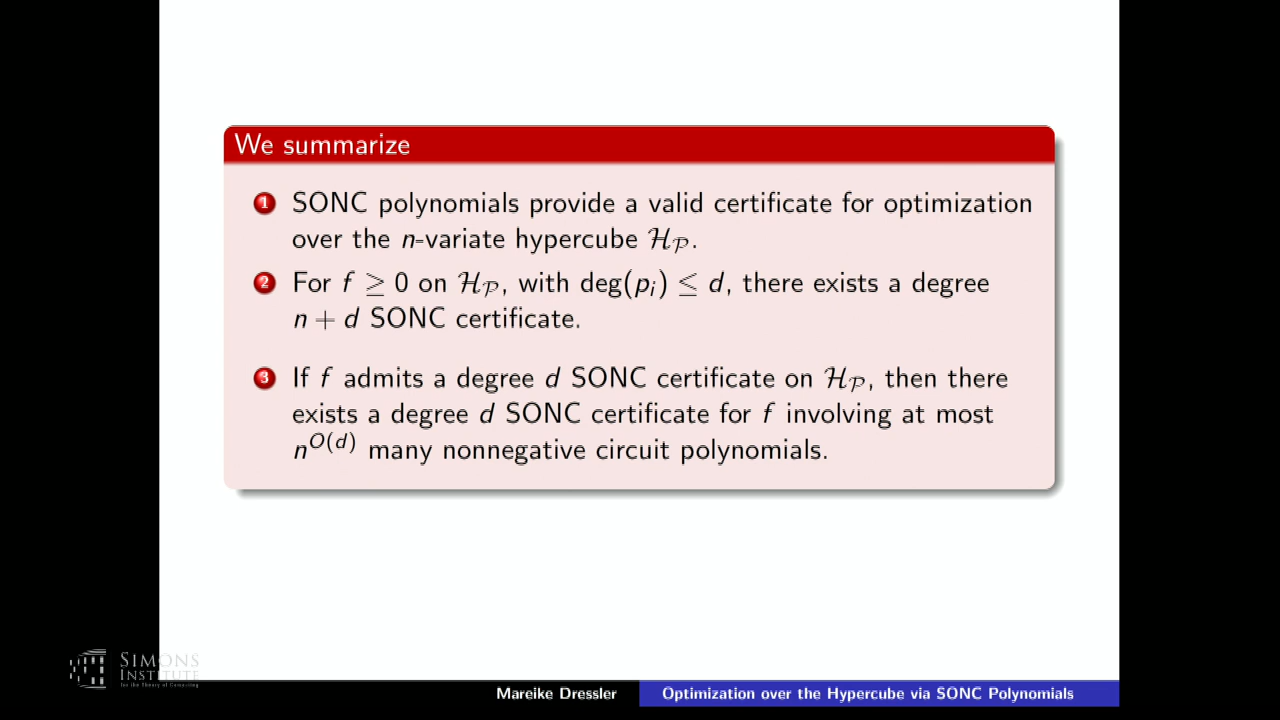 We summarize
1 SONC polynomials provide a valid certificate for optimization
over the n-variate hypercube ℋ_𝒫.
2 For f ≥ 0 on ℋ_𝒫, with deg(p_i) ≤ d, there exists a degree
n + d SONC certificate.
3 If f admits a degree d SONC certificate on ℋ_𝒫, then there
exists a degree d SONC certificate for f involving at most
n^{O(d)} many nonnegative circuit polynomials.
SIMONS
INSTITUTE
for the Theory of Computing
Mareike Dressler
Optimization over the Hypercube via SONC Polynomials